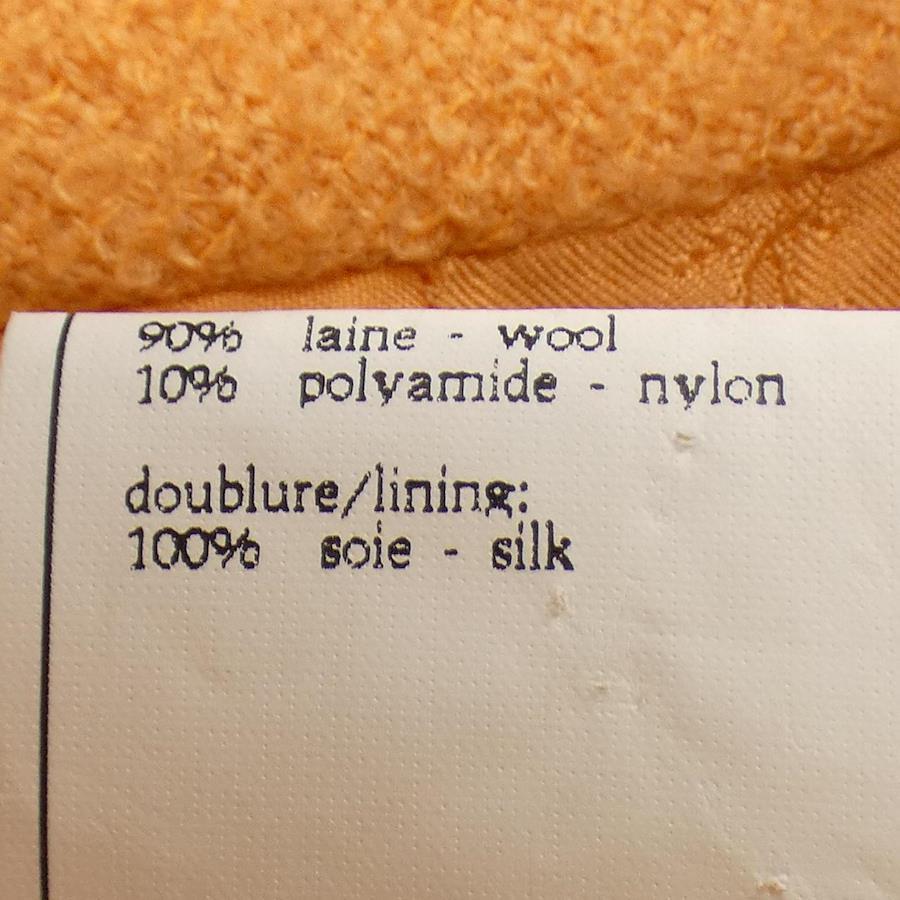 90% laine - wool
10% polyamide - nylon
doublure/lining:
100% soie - silk